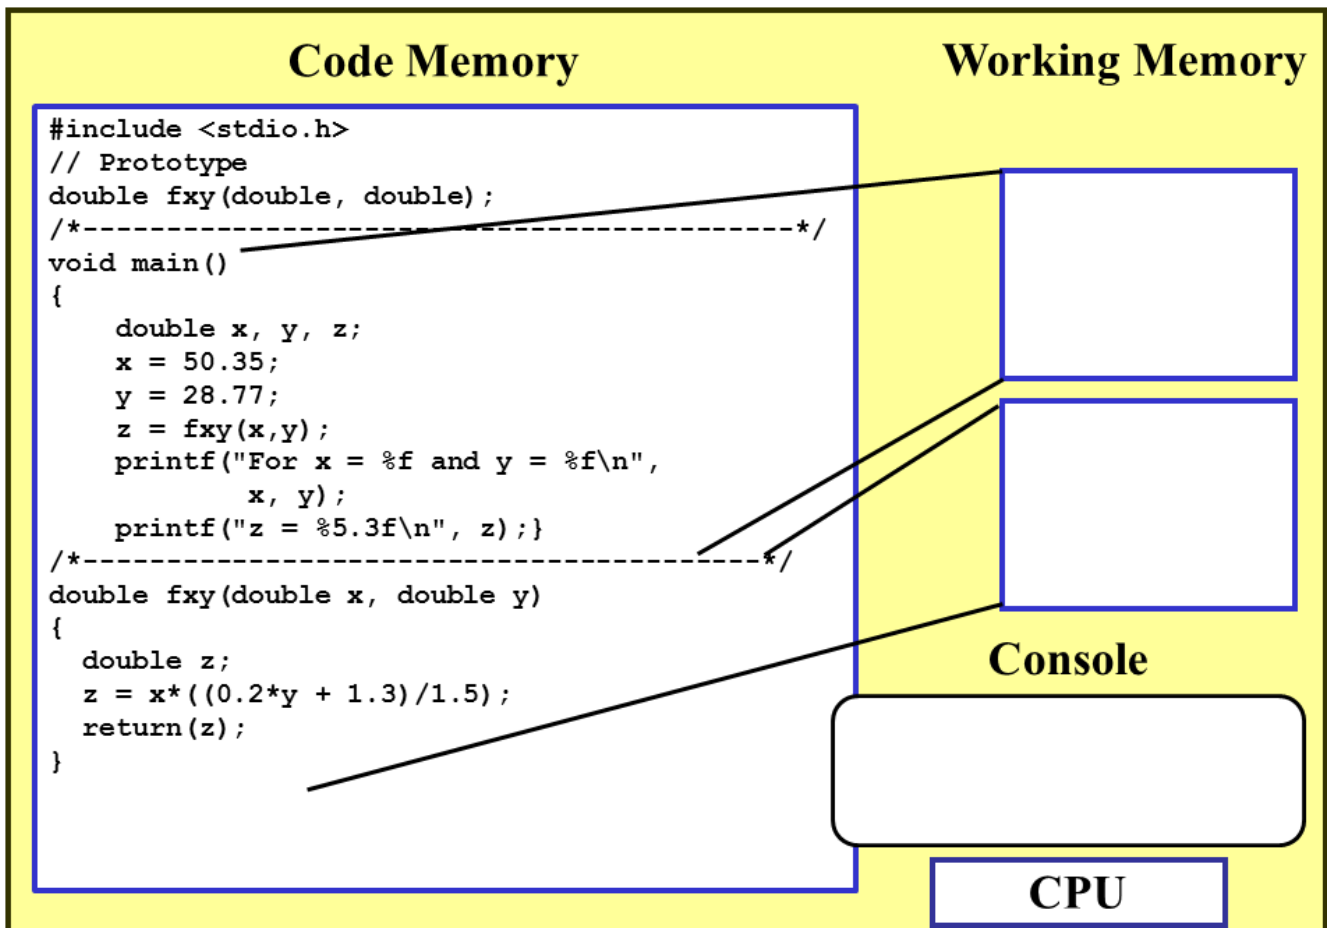 Code Memory
Working Memory
#include <stdio.h>
// Prototype
double fxy(double, double);
/*------------------------------------------*/
void main()
{
    double x, y, z;
    x = 50.35;
    y = 28.77;
    z = fxy(x,y);
    printf("For x = %f and y = %f\n",
            x, y);
    printf("z = %5.3f\n", z);}
/*----------------------------------------*/
double fxy(double x, double y)
{
  double z;
  z = x*((0.2*y + 1.3)/1.5);
  return(z);
}
Console
CPU